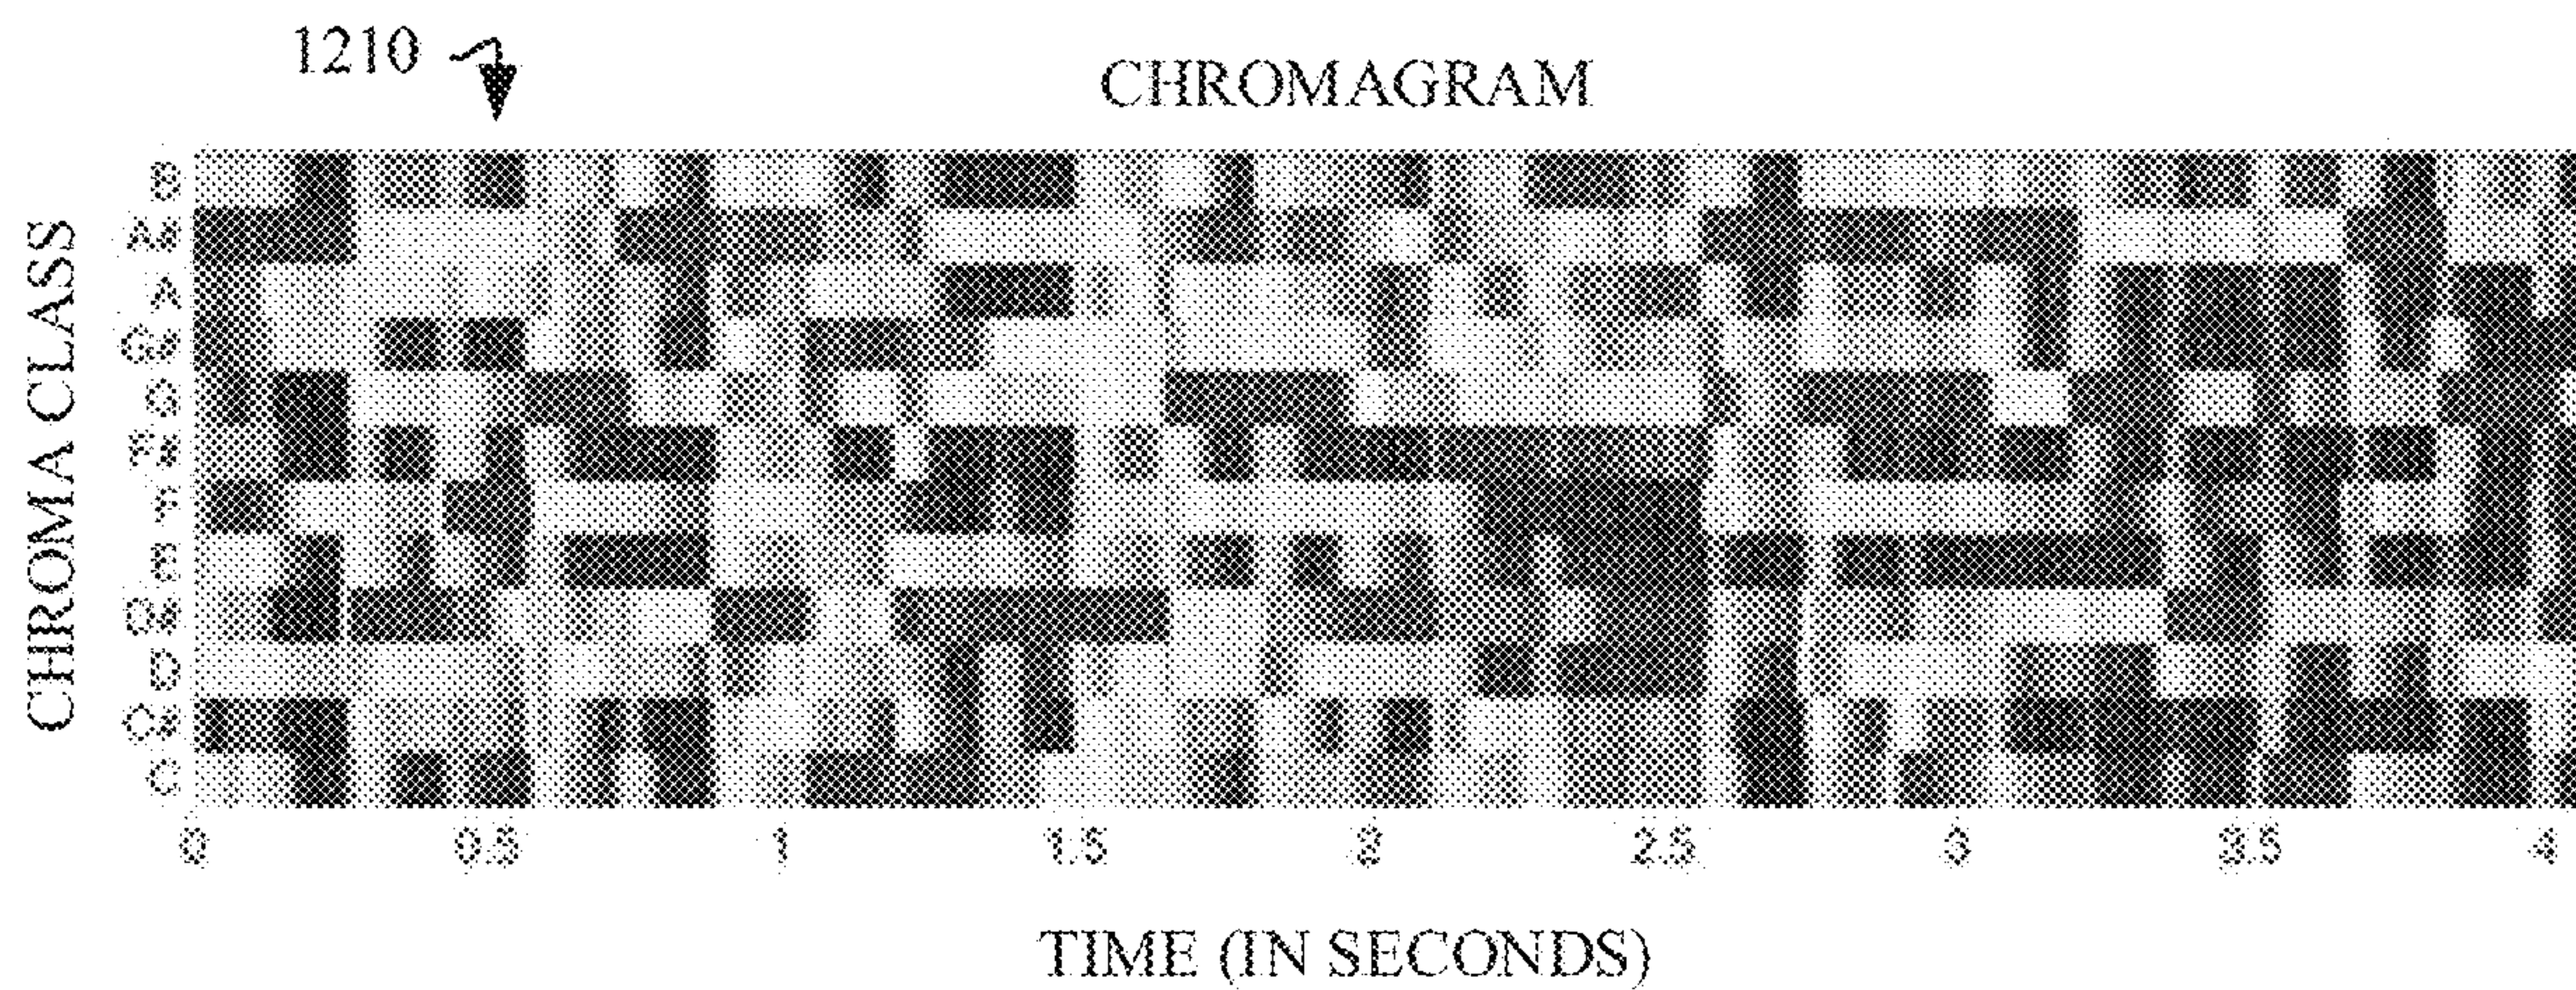 1210
CHROMAGRAM
CHROMA CLASS
B
A#
A
G#
G
F#
F
E
D#
D
C#
C
0 0.5 1 1.5 2 2.5 3 3.5 4
TIME (IN SECONDS)